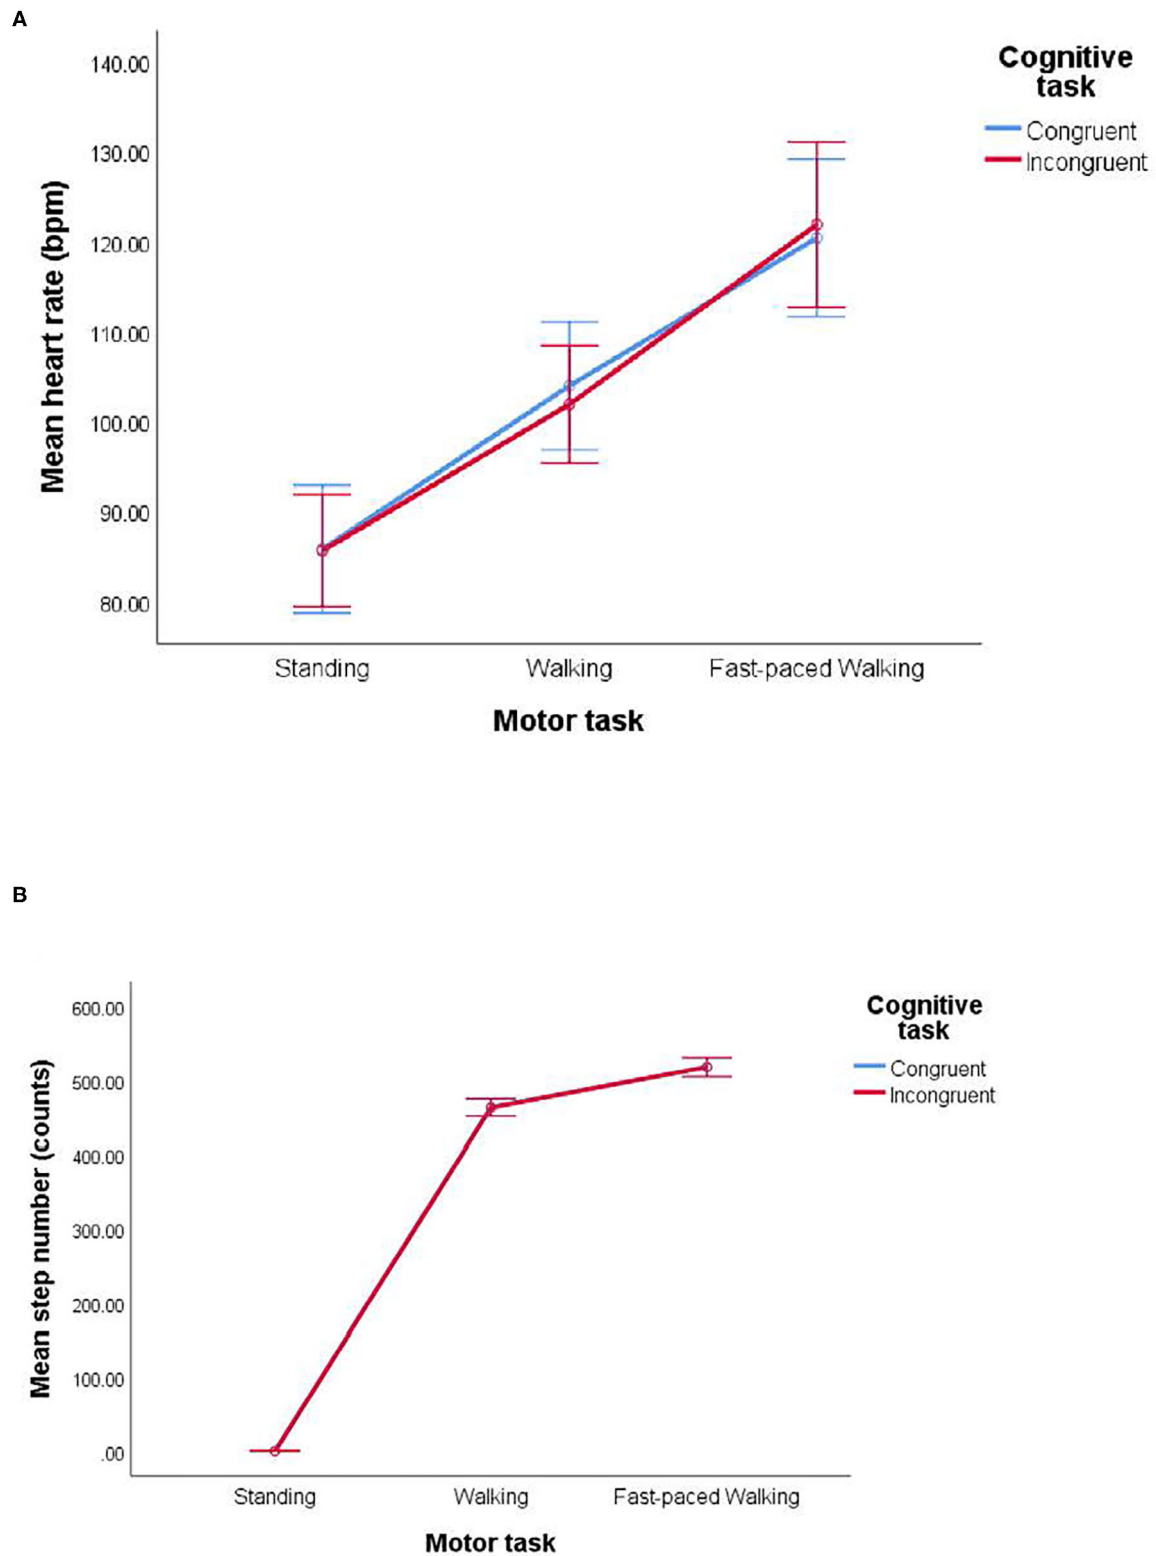 A
Mean heart rate (bpm)
140.00
130.00
120.00
110.00
100.00
90.00
80.00
Standing
Walking
Fast-paced Walking
Motor task
Cognitive
task
Congruent
Incongruent
B
Mean step number (counts)
600.00
500.00
400.00
300.00
200.00
100.00
.00
Standing
Walking
Fast-paced Walking
Motor task
Cognitive
task
Congruent
Incongruent